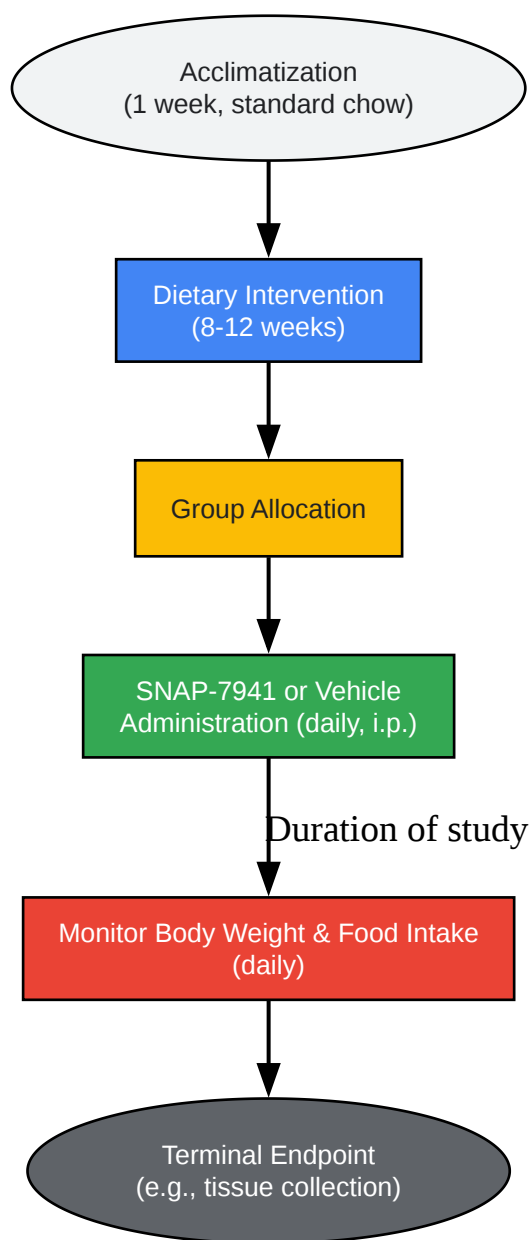 Acclimatization
(1 week, standard chow)
Dietary Intervention
(8-12 weeks)
Group Allocation
SNAP-7941 or Vehicle
Administration (daily, i.p.)
Duration of study
Monitor Body Weight & Food Intake
(daily)
Terminal Endpoint
(e.g., tissue collection)